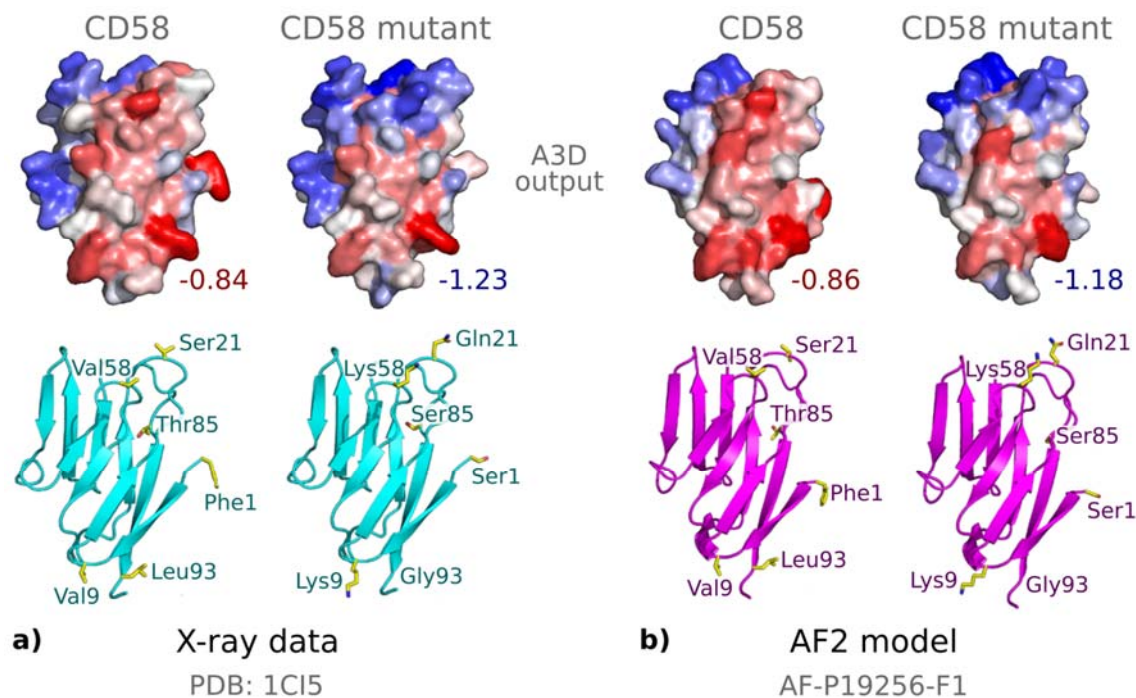 CD58
CD58 mutant
CD58
CD58 mutant
A3D
output
-0.84
-1.23
-0.86
-1.18
Ser21
Val58
Thr85
Phe1
Leu93
Val9
Gln21
Lys58
Ser85
Ser1
Lys9
Gly93
Ser21
Val58
Thr85
Phe1
Leu93
Val9
Gln21
Lys58
Ser85
Ser1
Lys9
Gly93
a) X-ray data
PDB: 1CI5
b) AF2 model
AF-P19256-F1